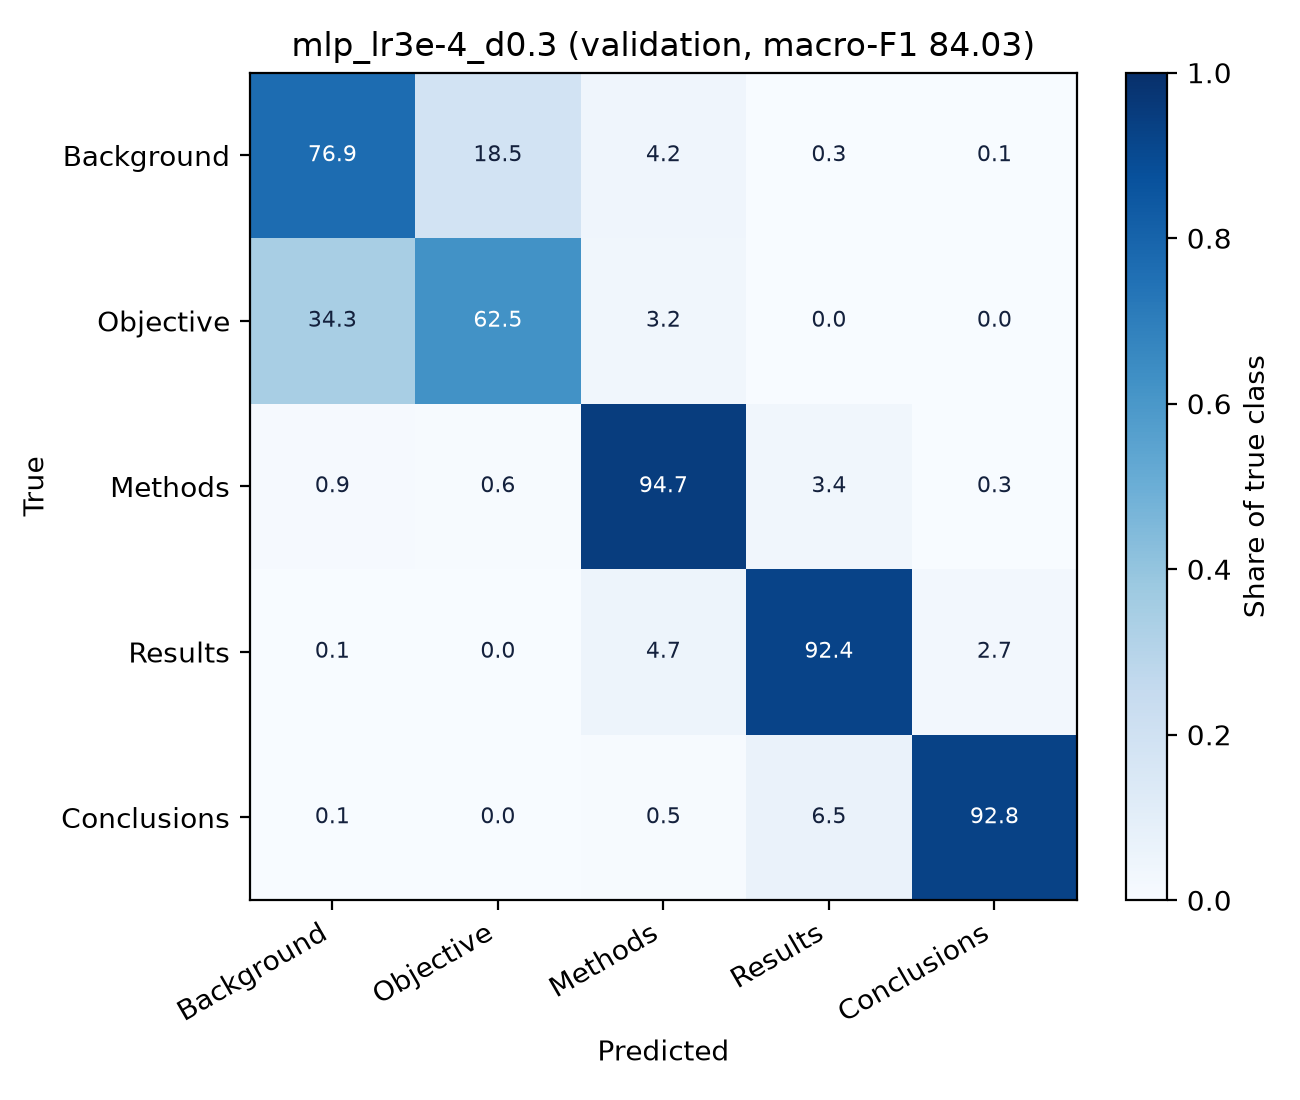 mlp_lr3e-4_d0.3 (validation, macro-F1 84.03)
Background 76.9 18.5 4.2 0.3 0.1
Objective 34.3 62.5 3.2 0.0 0.0
Methods 0.9 0.6 94.7 3.4 0.3
Results 0.1 0.0 4.7 92.4 2.7
Conclusions 0.1 0.0 0.5 6.5 92.8
True
Background Objective Methods Results Conclusions
Predicted
1.0
0.8
0.6
0.4
0.2
0.0
Share of true class